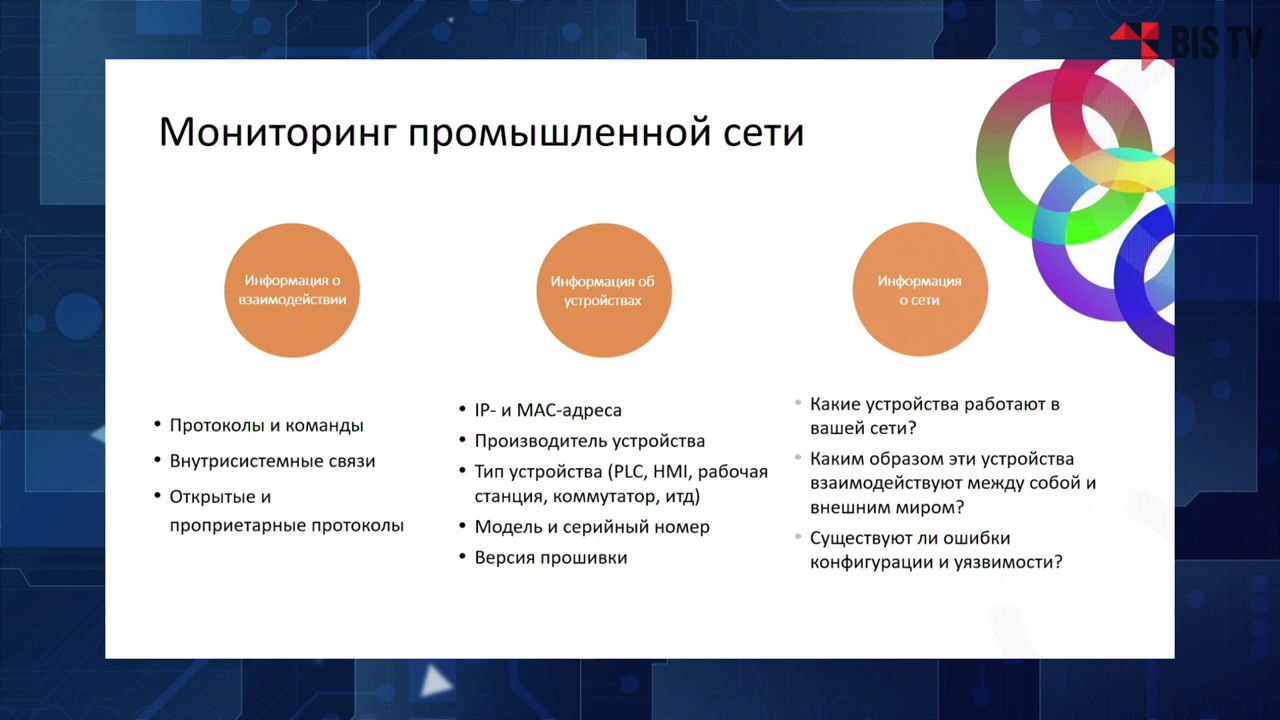 BIS TV
Мониторинг промышленной сети
Информация о
взаимодействии
Информация об
устройствах
Информация
о сети
• Протоколы и команды
• Внутрисистемные связи
• Открытые и
проприетарные протоколы
• IP- и MAC-адреса
• Производитель устройства
• Тип устройства (PLC, HMI, рабочая
станция, коммутатор, итд)
• Модель и серийный номер
• Версия прошивки
• Какие устройства работают в
вашей сети?
• Каким образом эти устройства
взаимодействуют между собой и
внешним миром?
• Существуют ли ошибки
конфигурации и уязвимости?